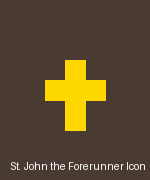 St. John the Forerunner Icon